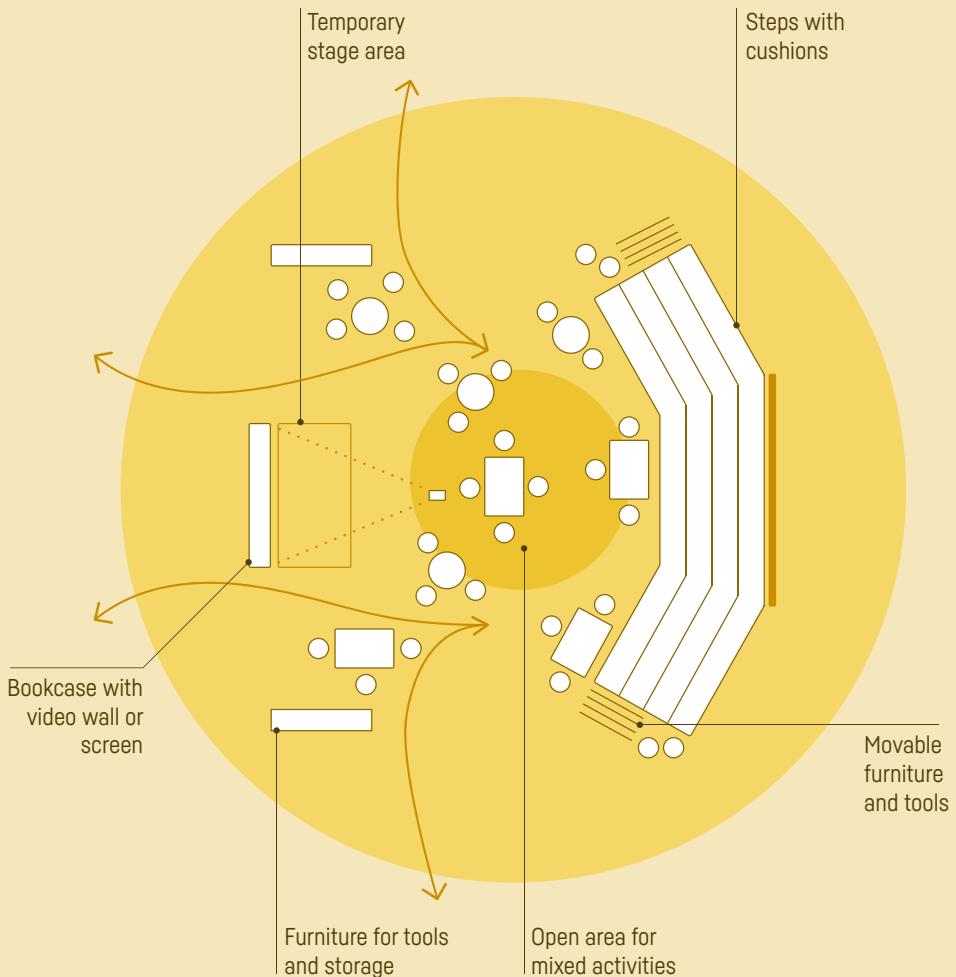 Temporary
stage area
Steps with
cushions
Bookcase with
video wall or
screen
Movable
furniture
and tools
Furniture for tools
and storage
Open area for
mixed activities